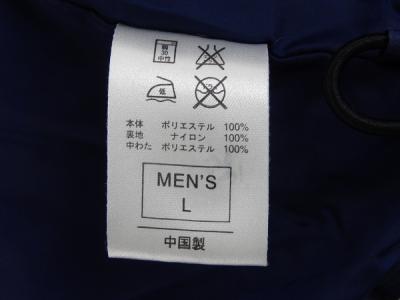 弱
30
中性
低
本体 ポリエステル 100%
裏地 ナイロン 100%
中わた ポリエステル 100%
MEN'S
L
中国製